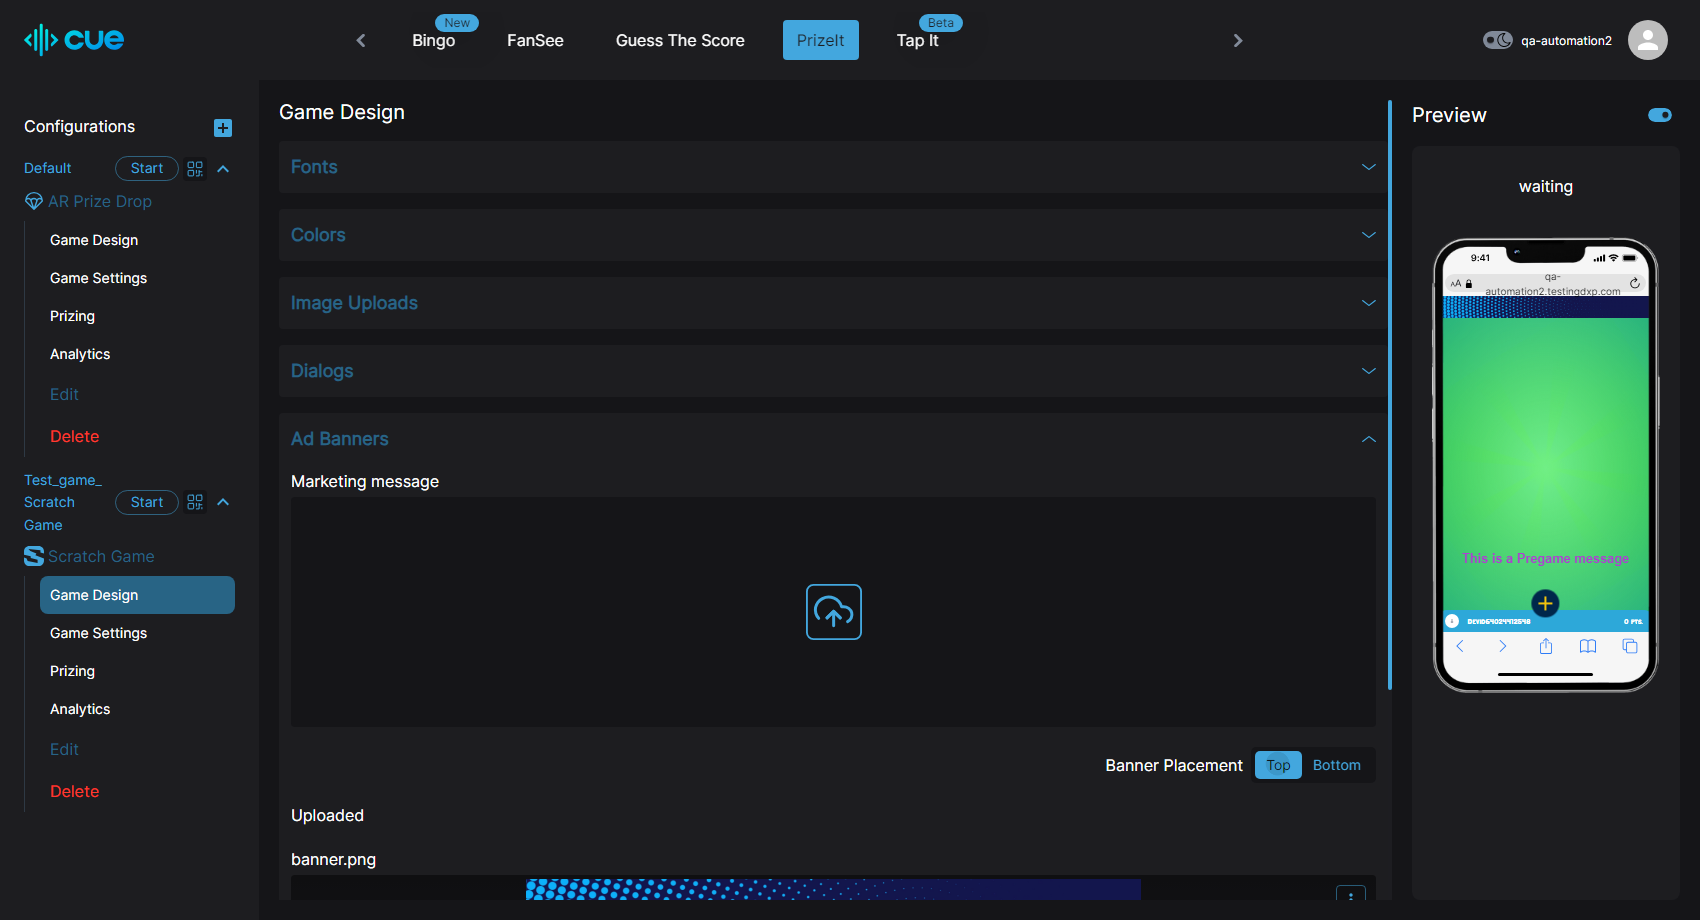 cue
New
Bingo
FanSee
Guess The Score
PrizeIt
Beta
Tap It
qa-automation2
Configurations
Default
Start
AR Prize Drop
Game Design
Game Settings
Prizing
Analytics
Edit
Delete
Test_game_
Scratch
Game
Start
Scratch Game
Game Design
Game Settings
Prizing
Analytics
Edit
Delete
Game Design
Fonts
Colors
Image Uploads
Dialogs
Ad Banners
Marketing message
Banner Placement
Top
Bottom
Uploaded
banner.png
Preview
waiting
9:41
AA
qa-
automation2.testingdxp.com
This is a Pregame message
0 PTS.